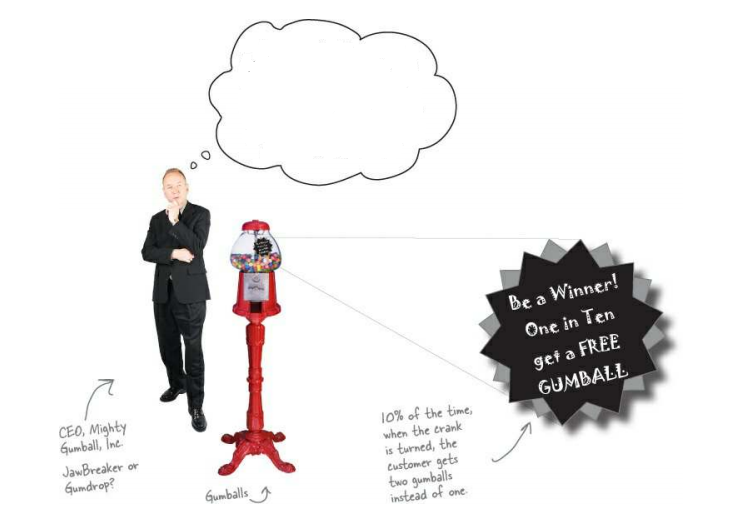 Be a Winner!
One in Ten
get a FREE
GUMBALL
CEO, Mighty
Gumball, Inc.
JawBreaker or
Gumdrop?
Gumballs
10% of the time,
when the crank
is turned, the
customer gets
two gumballs
instead of one.